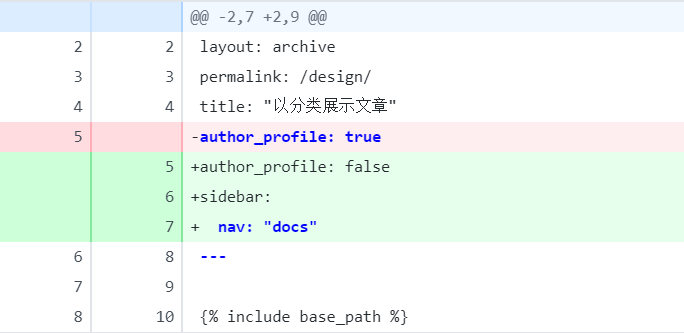 @@ -2,7 +2,9 @@
2 2 layout: archive
3 3 permalink: /design/
4 4 title: "以分类展示文章"
5 -author_profile: true
5 +author_profile: false
6 +sidebar:
7 +  nav: "docs"
6 8 ---
7 9
8 10 {% include base_path %}